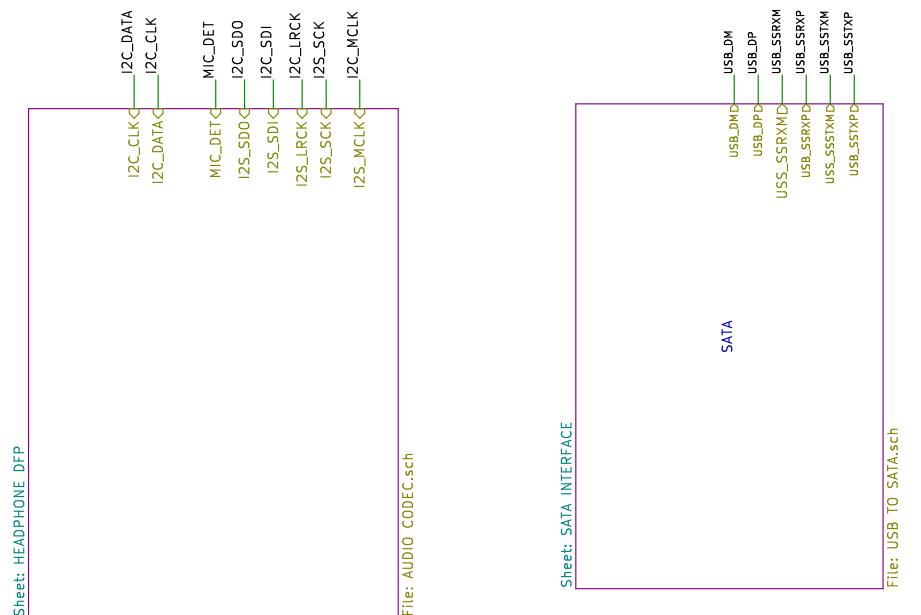 I2C_DATA
I2C_CLK
MIC_DET
I2C_SDO
I2C_SDI
I2C_LRCK
I2S_SCK
I2C_MCLK
I2C_CLK
I2C_DATA
MIC_DET
I2S_SDO
I2S_SDI
I2S_LRCK
I2S_SCK
I2S_MCLK
Sheet: HEADPHONE DFP
File: AUDIO CODEC.sch
USB_DM
USB_DP
USB_SSRXM
USB_SSRXP
USB_SSTXM
USB_SSTXP
USB_DM
USB_DP
USS_SSRXM
USB_SSRXP
USS_SSSTXM
USB_SSTXP
SATA
Sheet: SATA INTERFACE
File: USB TO SATA.sch